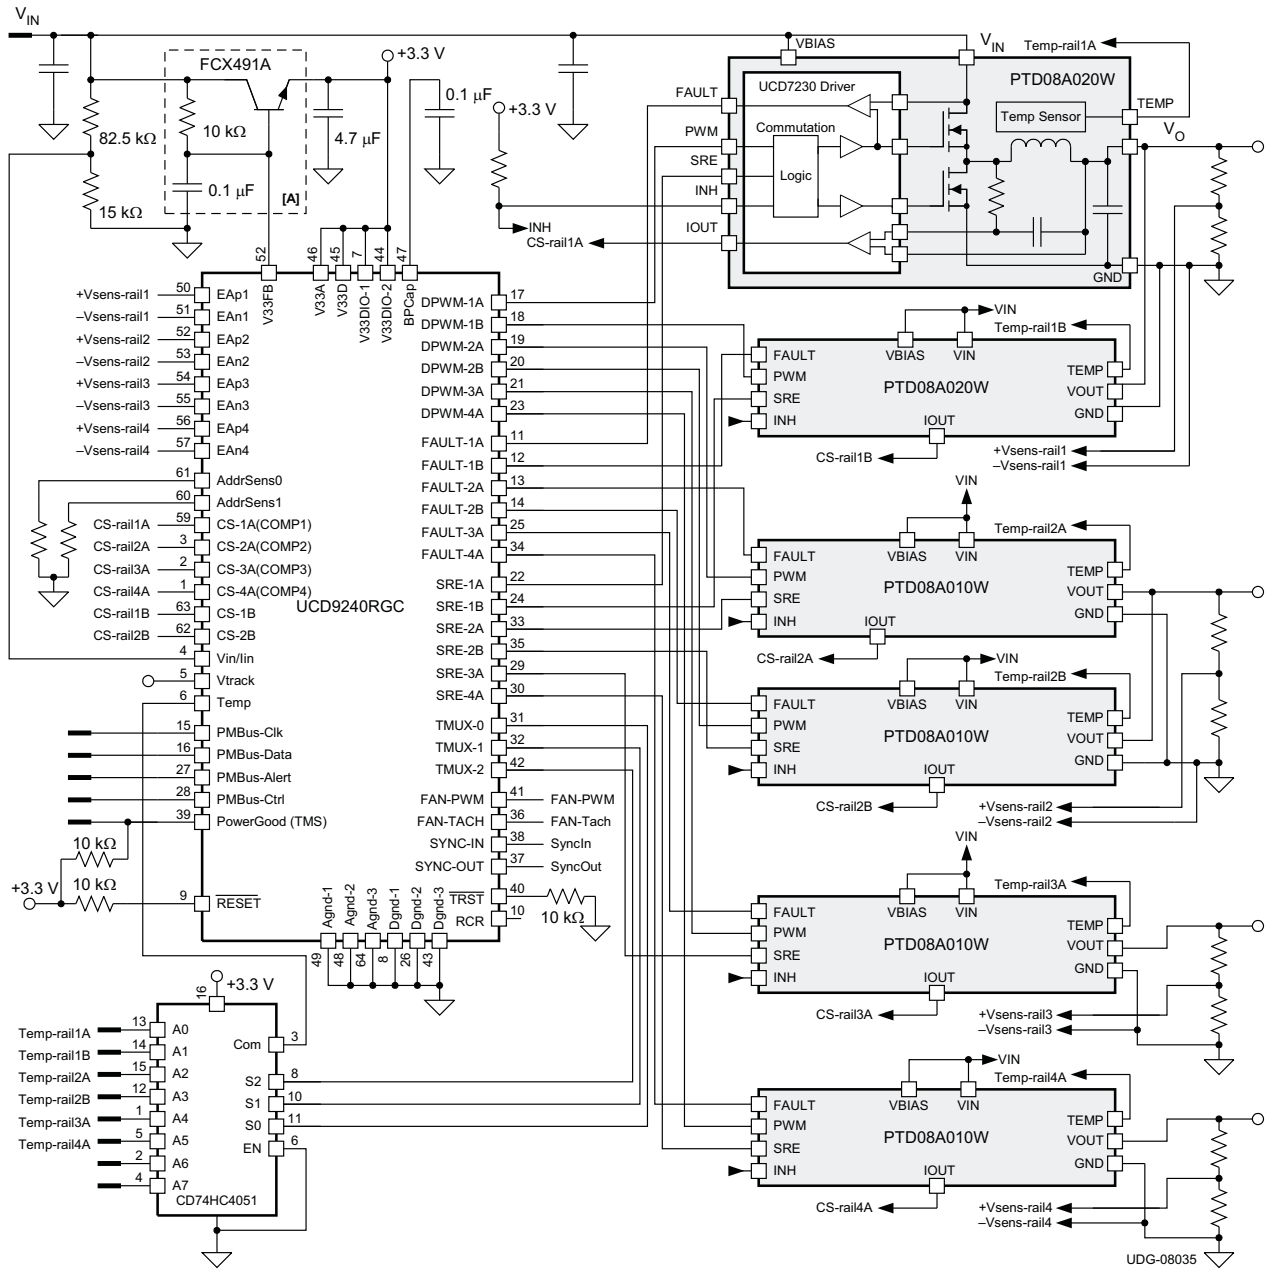 V_IN
FCX491A
+3.3 V
82.5 kΩ
10 kΩ
4.7 μF
0.1 μF
0.1 μF
15 kΩ
[A]
+3.3 V
INH
CS-rail1A
VBIAS
V_IN
Temp-rail1A
PTD08A020W
UCD7230 Driver
FAULT
PWM
SRE
INH
IOUT
Commutation
Logic
Temp Sensor
TEMP
V_O
GND
52
46
45
7
44
47
V33FB
V33A
V33D
V33DIO-1
V33DIO-2
BPCap
+Vsens-rail1 50 EAp1
–Vsens-rail1 51 EAn1
+Vsens-rail2 52 EAp2
–Vsens-rail2 53 EAn2
+Vsens-rail3 54 EAp3
–Vsens-rail3 55 EAn3
+Vsens-rail4 56 EAp4
–Vsens-rail4 57 EAn4
61 AddrSens0
60 AddrSens1
CS-rail1A 59 CS-1A(COMP1)
CS-rail2A 3 CS-2A(COMP2)
CS-rail3A 2 CS-3A(COMP3)
CS-rail4A 1 CS-4A(COMP4)
CS-rail1B 63 CS-1B
CS-rail2B 62 CS-2B
4 Vin/Iin
5 Vtrack
6 Temp
15 PMBus-Clk
16 PMBus-Data
27 PMBus-Alert
28 PMBus-Ctrl
39 PowerGood (TMS)
10 kΩ
+3.3 V
10 kΩ
9 RESET
UCD9240RGC
DPWM-1A 17
DPWM-1B 18
DPWM-2A 19
DPWM-2B 20
DPWM-3A 21
DPWM-4A 23
FAULT-1A 11
FAULT-1B 12
FAULT-2A 13
FAULT-2B 14
FAULT-3A 25
FAULT-4A 34
SRE-1A 22
SRE-1B 24
SRE-2A 33
SRE-2B 35
SRE-3A 29
SRE-4A 30
TMUX-0 31
TMUX-1 32
TMUX-2 42
FAN-PWM 41 FAN-PWM
FAN-TACH 36 FAN-Tach
SYNC-IN 38 SyncIn
SYNC-OUT 37 SyncOut
TRST 40
10 kΩ
RCR 10
Agnd-1
Agnd-2
Agnd-3
Dgnd-1
Dgnd-2
Dgnd-3
49
48
64
8
26
43
+3.3 V
16
Temp-rail1A 13 A0
Temp-rail1B 14 A1
Temp-rail2A 15 A2
Temp-rail2B 12 A3
Temp-rail3A 1 A4
Temp-rail4A 5 A5
2 A6
4 A7
Com 3
S2 8
S1 10
S0 11
EN 6
CD74HC4051
VIN
Temp-rail1B
FAULT
VBIAS
VIN
PWM
TEMP
SRE
PTD08A020W
VOUT
INH
IOUT
GND
CS-rail1B
+Vsens-rail1
–Vsens-rail1
VIN
Temp-rail2A
FAULT
VBIAS
VIN
PWM
TEMP
SRE
PTD08A010W
VOUT
INH
IOUT
GND
CS-rail2A
VIN
Temp-rail2B
FAULT
VBIAS
VIN
PWM
TEMP
SRE
PTD08A010W
VOUT
INH
IOUT
GND
CS-rail2B
+Vsens-rail2
–Vsens-rail2
VIN
Temp-rail3A
FAULT
VBIAS
VIN
PWM
TEMP
SRE
PTD08A010W
VOUT
INH
IOUT
GND
CS-rail3A
+Vsens-rail3
–Vsens-rail3
VIN
Temp-rail4A
FAULT
VBIAS
VIN
PWM
TEMP
SRE
PTD08A010W
VOUT
INH
IOUT
GND
CS-rail4A
+Vsens-rail4
–Vsens-rail4
UDG-08035